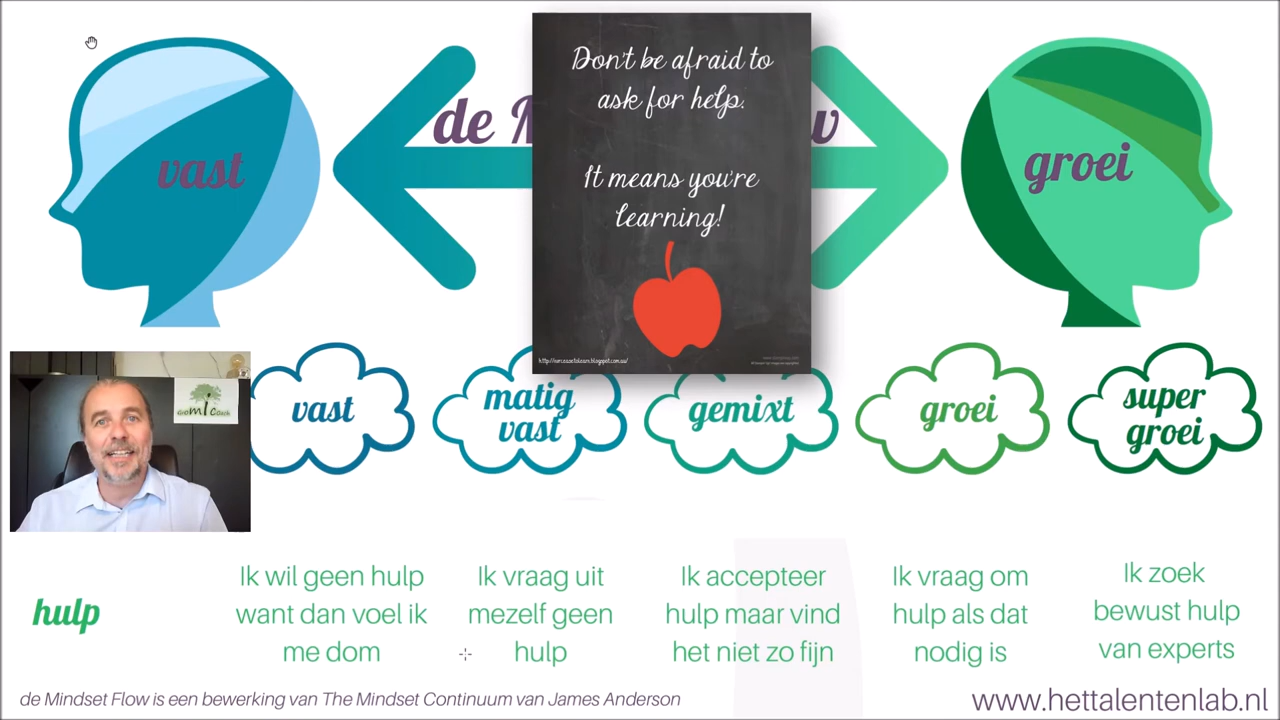 Don't be afraid to
ask for help.
It means you're
learning!
de
w
vast
groei
GroMiCoach
vast
matig
vast
gemixt
groei
super
groei
hulp
Ik wil geen hulp
want dan voel ik
me dom
Ik vraag uit
mezelf geen
hulp
Ik accepteer
hulp maar vind
het niet zo fijn
Ik vraag om
hulp als dat
nodig is
Ik zoek
bewust hulp
van experts
de Mindset Flow is een bewerking van The Mindset Continuum van James Anderson
www.hettalentenlab.nl